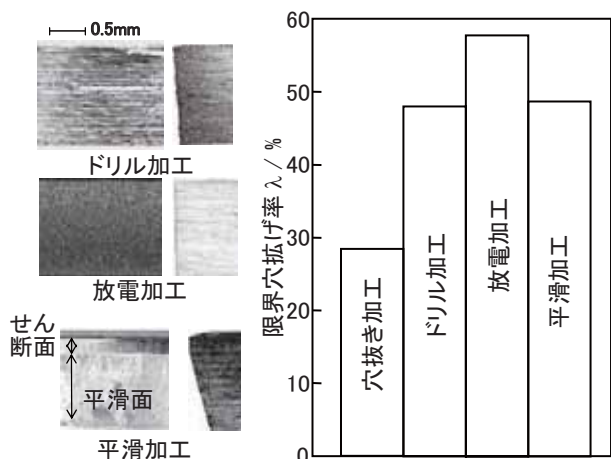 0.5mm
ドリル加工
放電加工
せん
断面
平滑面
平滑加工
限界穴拡げ率 λ / %
60
50
40
30
20
10
0
穴抜き加工
ドリル加工
放電加工
平滑加工